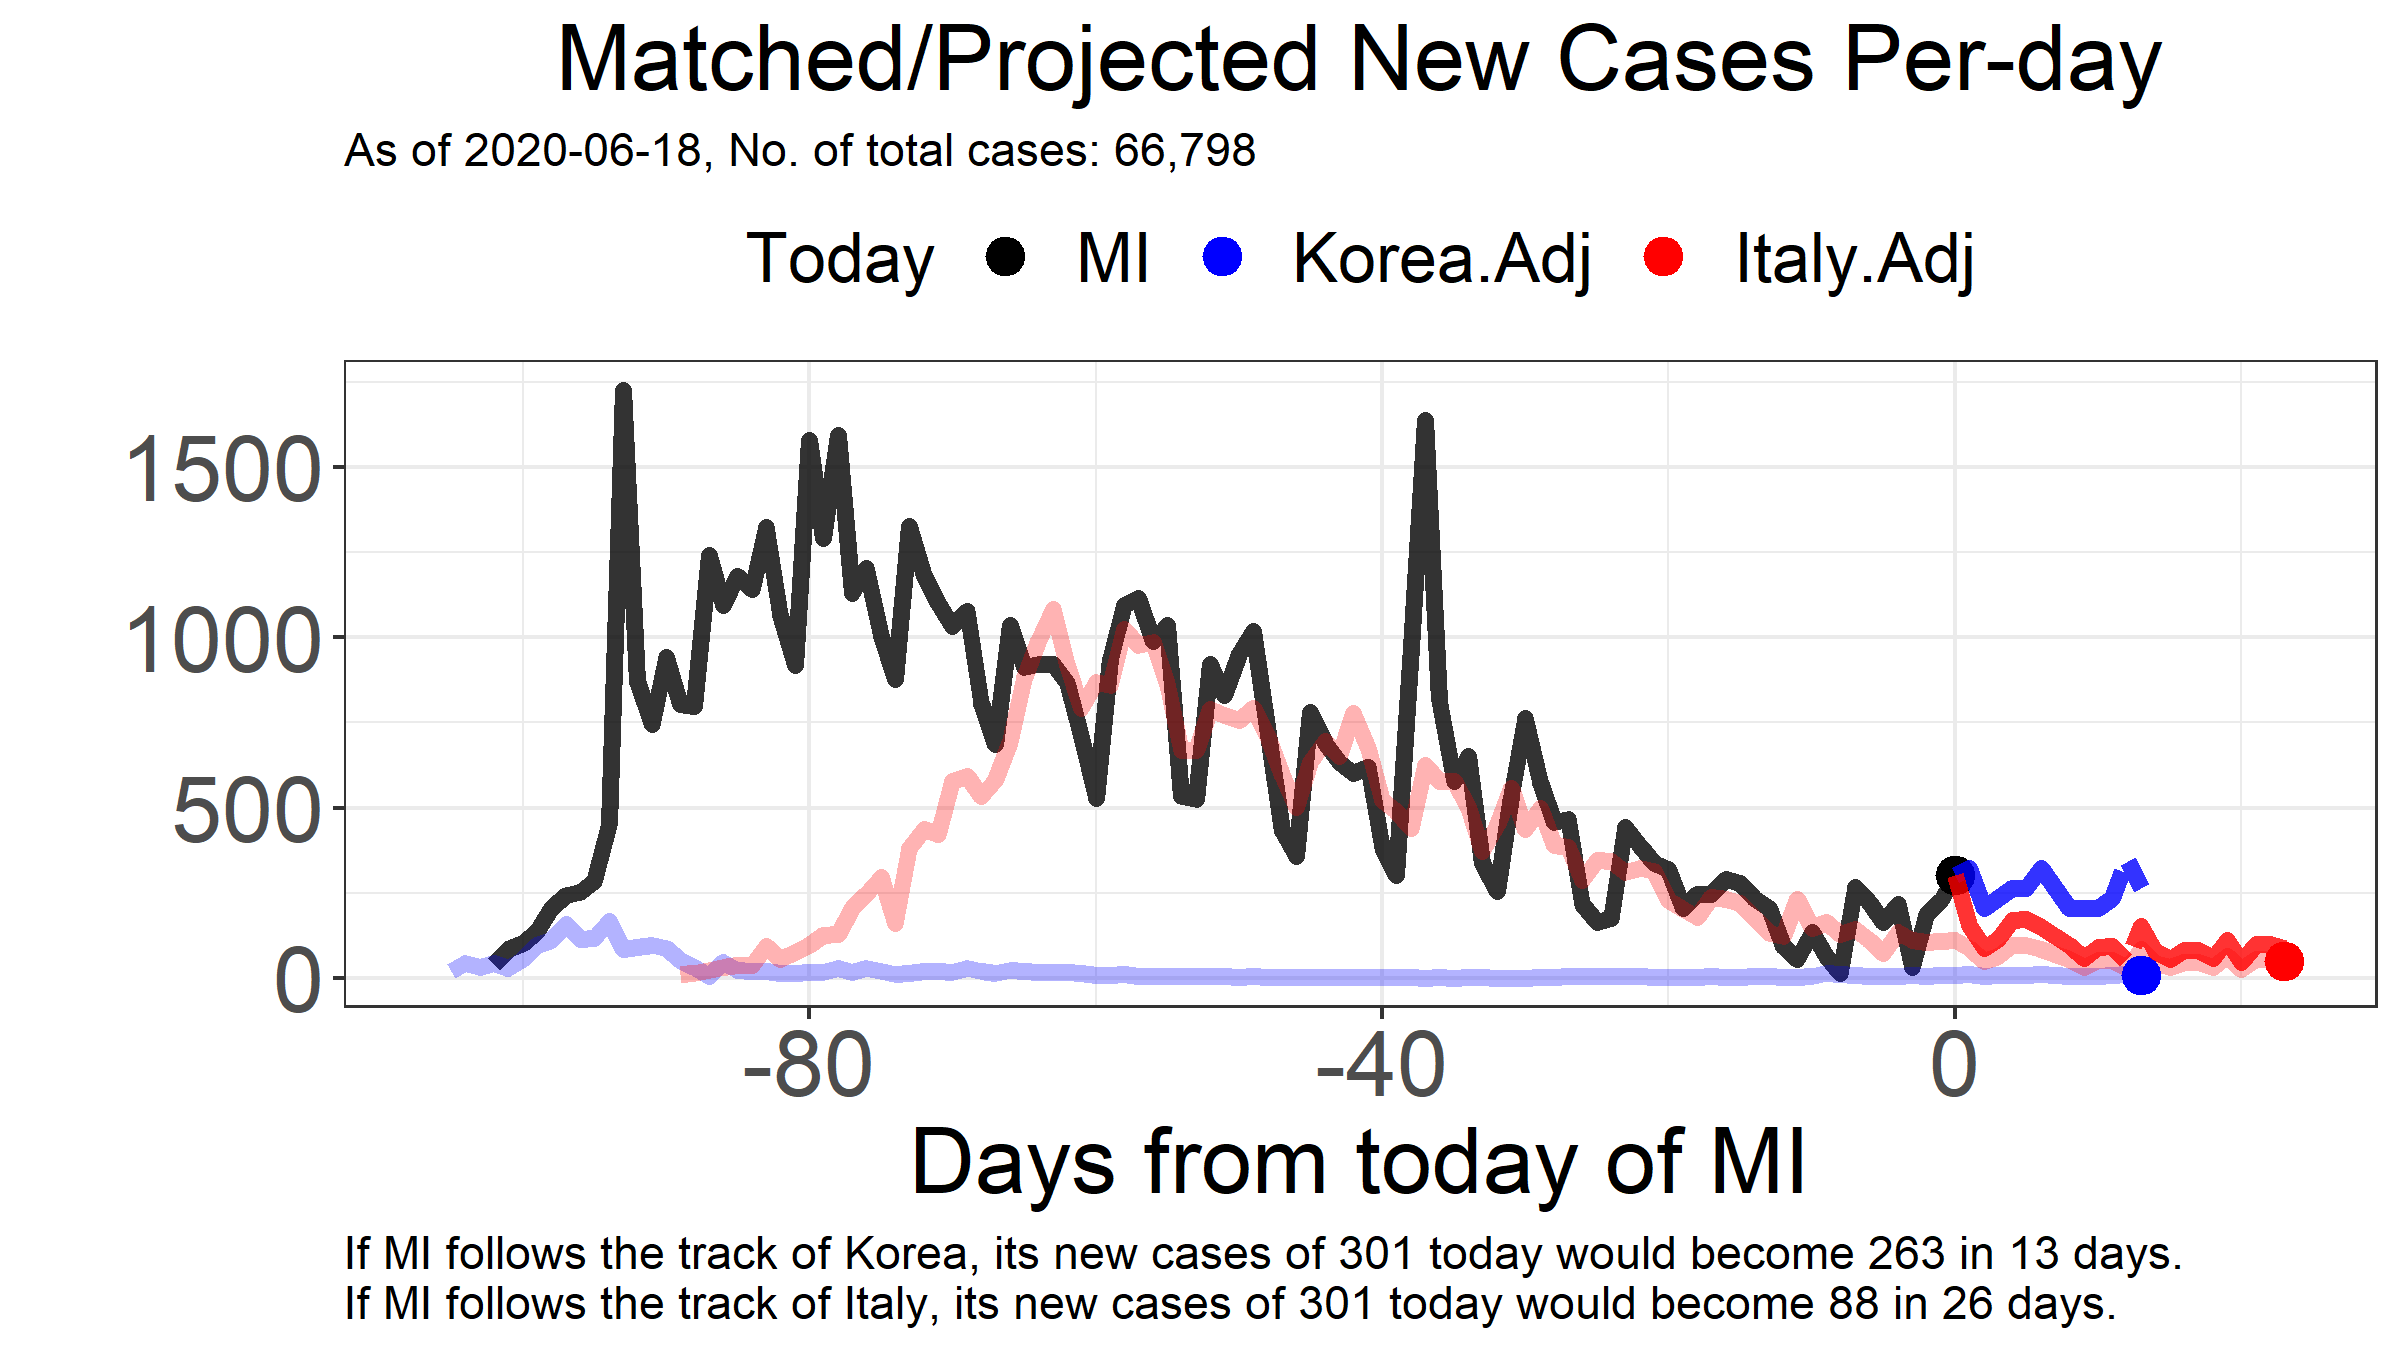 Matched/Projected New Cases Per-day
As of 2020-06-18, No. of total cases: 66,798
Today MI Korea.Adj Italy.Adj
1500
1000
500
0
-80 -40 0
Days from today of MI
If MI follows the track of Korea, its new cases of 301 today would become 263 in 13 days.
If MI follows the track of Italy, its new cases of 301 today would become 88 in 26 days.